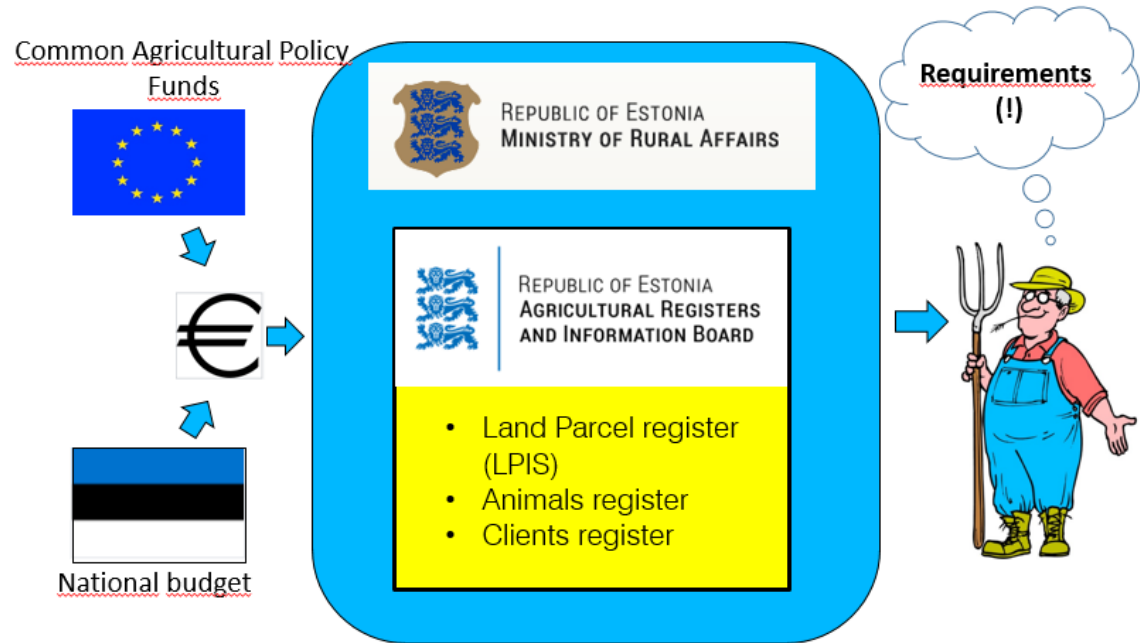 Common Agricultural Policy
Funds
National budget
REPUBLIC OF ESTONIA
MINISTRY OF RURAL AFFAIRS
REPUBLIC OF ESTONIA
AGRICULTURAL REGISTERS
AND INFORMATION BOARD
• Land Parcel register
(LPIS)
• Animals register
• Clients register
Requirements
(!)